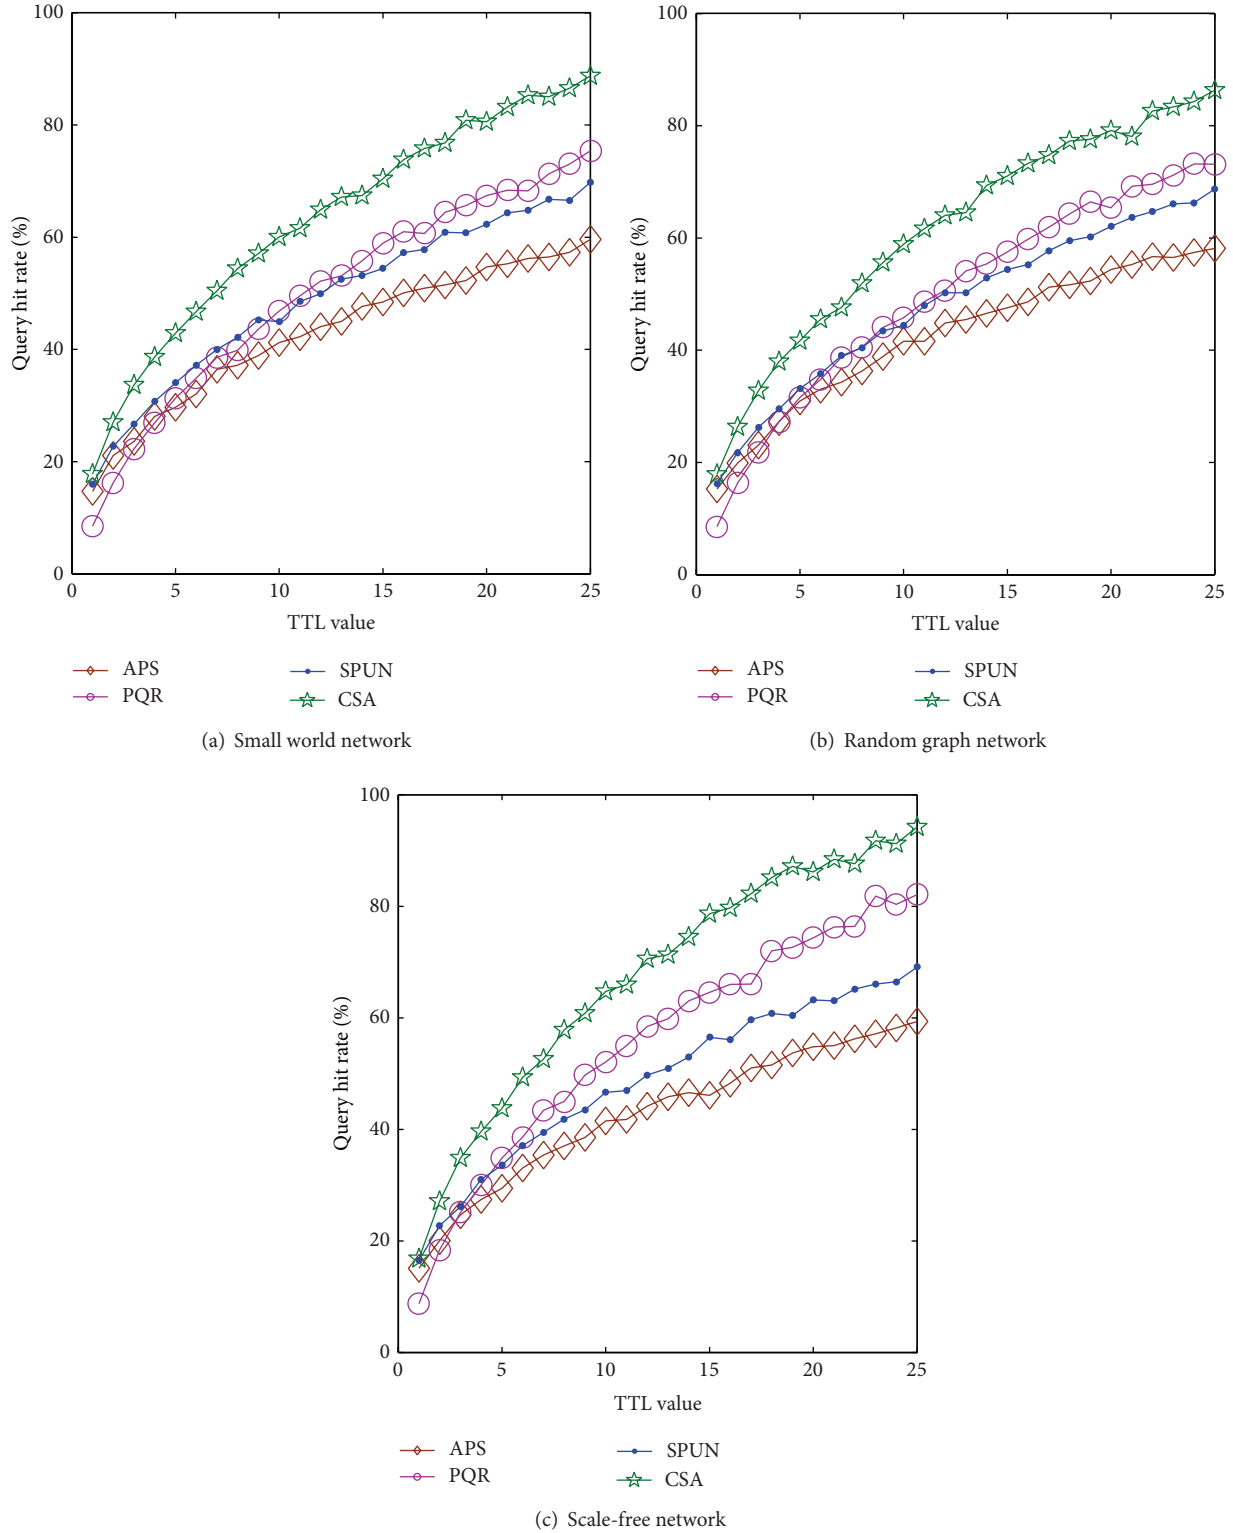 100
80
60
40
20
0
Query hit rate (%)
0 5 10 15 20 25
TTL value
APS SPUN
PQR CSA
(a) Small world network
100
80
60
40
20
0
Query hit rate (%)
0 5 10 15 20 25
TTL value
APS SPUN
PQR CSA
(b) Random graph network
100
80
60
40
20
0
Query hit rate (%)
0 5 10 15 20 25
TTL value
APS SPUN
PQR CSA
(c) Scale-free network